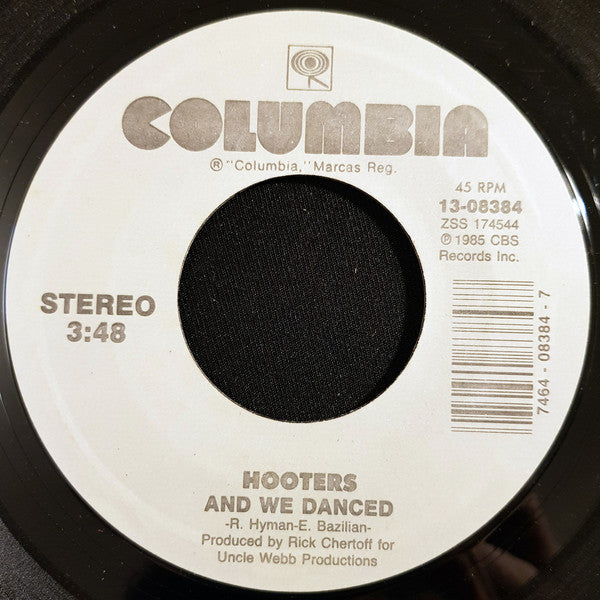 COLUMBIA
® "Columbia," Marcas Reg.
45 RPM
13-08384
ZSS 174544
℗ 1985 CBS
Records Inc.
STEREO
3:48
7464 - 08384 - 7
HOOTERS
AND WE DANCED
-R. Hyman-E. Bazilian-
Produced by Rick Chertoff for
Uncle Webb Productions